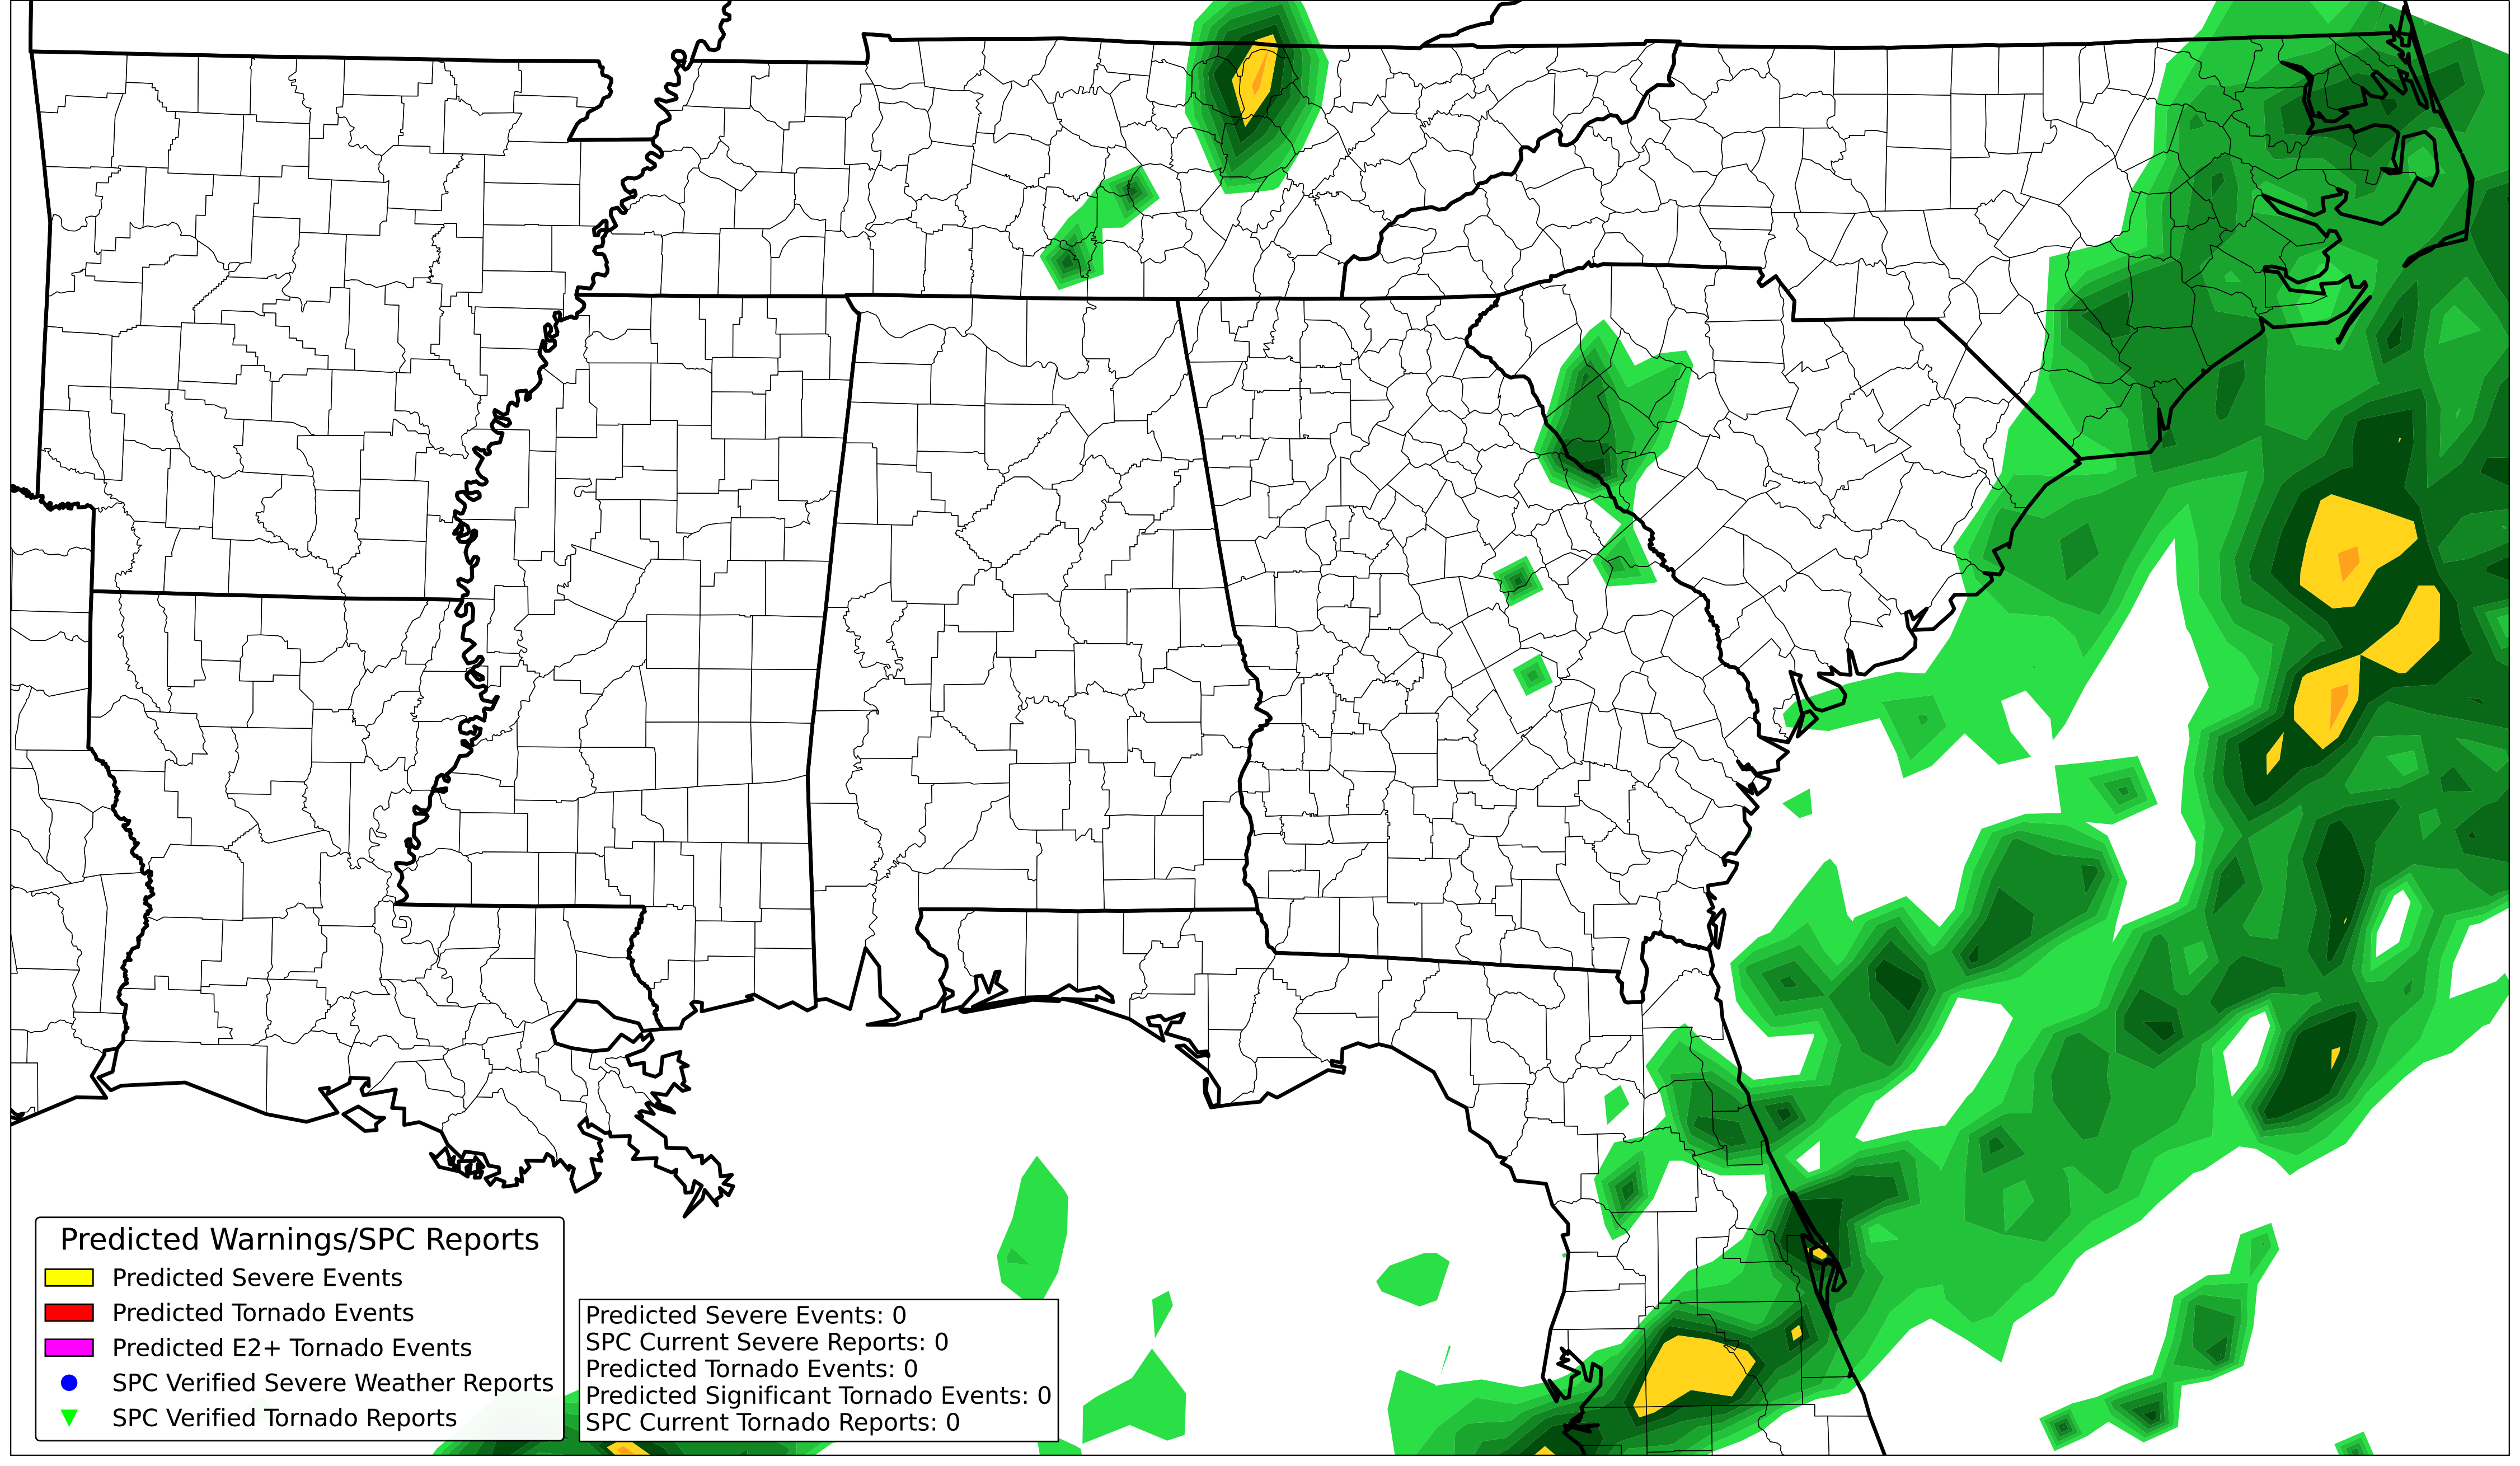 Predicted Warnings/SPC Reports
Predicted Severe Events
Predicted Tornado Events
Predicted E2+ Tornado Events
SPC Verified Severe Weather Reports
SPC Verified Tornado Reports
Predicted Severe Events: 0
SPC Current Severe Reports: 0
Predicted Tornado Events: 0
Predicted Significant Tornado Events: 0
SPC Current Tornado Reports: 0